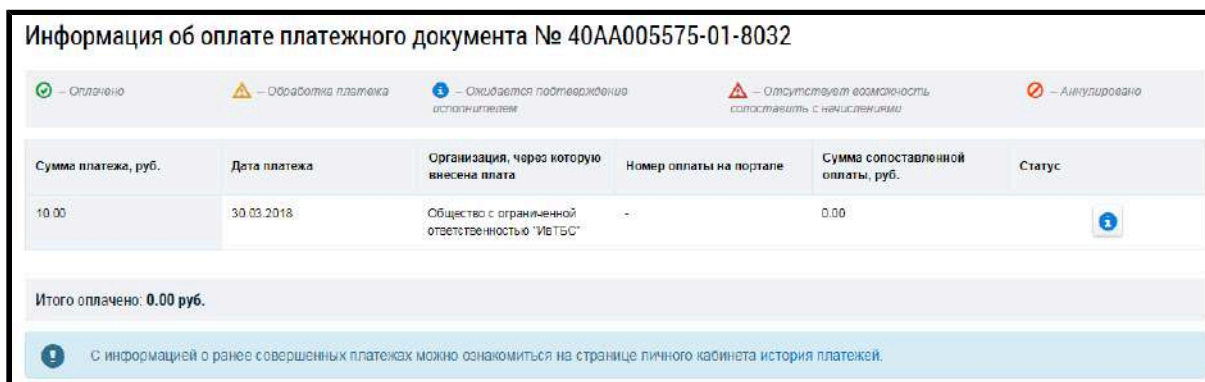 Информация об оплате платежного документа № 40АА005575-01-8032
– Оплачено
– Обработка платежа
– Ожидается подтверждение
исполнителем
– Отсутствует возможность
сопоставить с начислениями
– Аннулировано
Сумма платежа, руб.
Дата платежа
Организация, через которую
внесена плата
Номер оплаты на портале
Сумма сопоставленной
оплаты, руб.
Статус
10.00
30.03.2018
Общество с ограниченной
ответственностью "ИвТБС"
-
0.00
Итого оплачено: 0.00 руб.
С информацией о ранее совершенных платежах можно ознакомиться на странице личного кабинета история платежей.